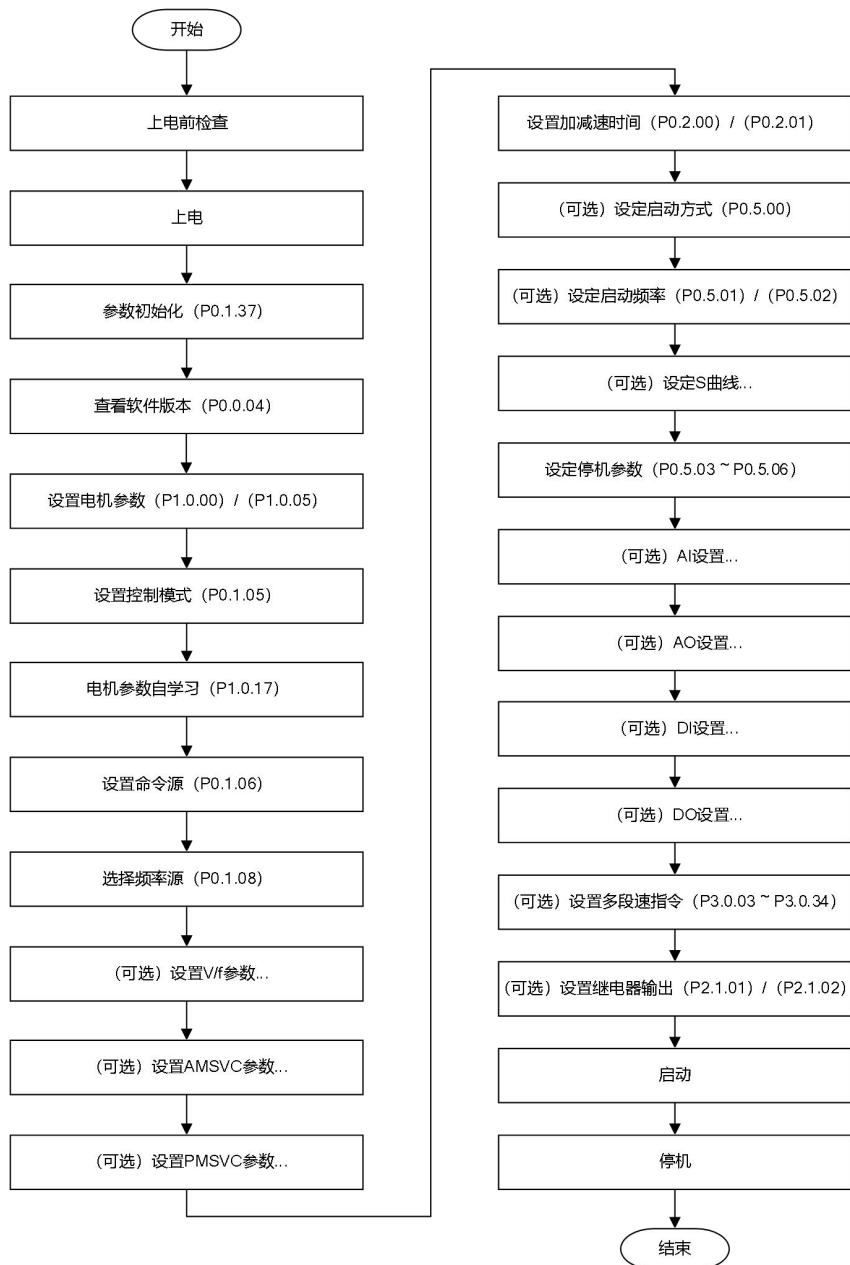 开始
上电前检查
上电
参数初始化（P0.1.37）
查看软件版本（P0.0.04）
设置电机参数（P1.0.00）/（P1.0.05）
设置控制模式（P0.1.05）
电机参数自学习（P1.0.17）
设置命令源（P0.1.06）
选择频率源（P0.1.08）
（可选）设置V/f参数...
（可选）设置AMSVC参数...
（可选）设置PMSVC参数...
设置加减速时间（P0.2.00）/（P0.2.01）
（可选）设定启动方式（P0.5.00）
（可选）设定启动频率（P0.5.01）/（P0.5.02）
（可选）设定S曲线...
设定停机参数（P0.5.03 ~ P0.5.06）
（可选）AI设置...
（可选）AO设置...
（可选）DI设置...
（可选）DO设置...
（可选）设置多段速指令（P3.0.03 ~ P3.0.34）
（可选）设置继电器输出（P2.1.01）/（P2.1.02）
启动
停机
结束